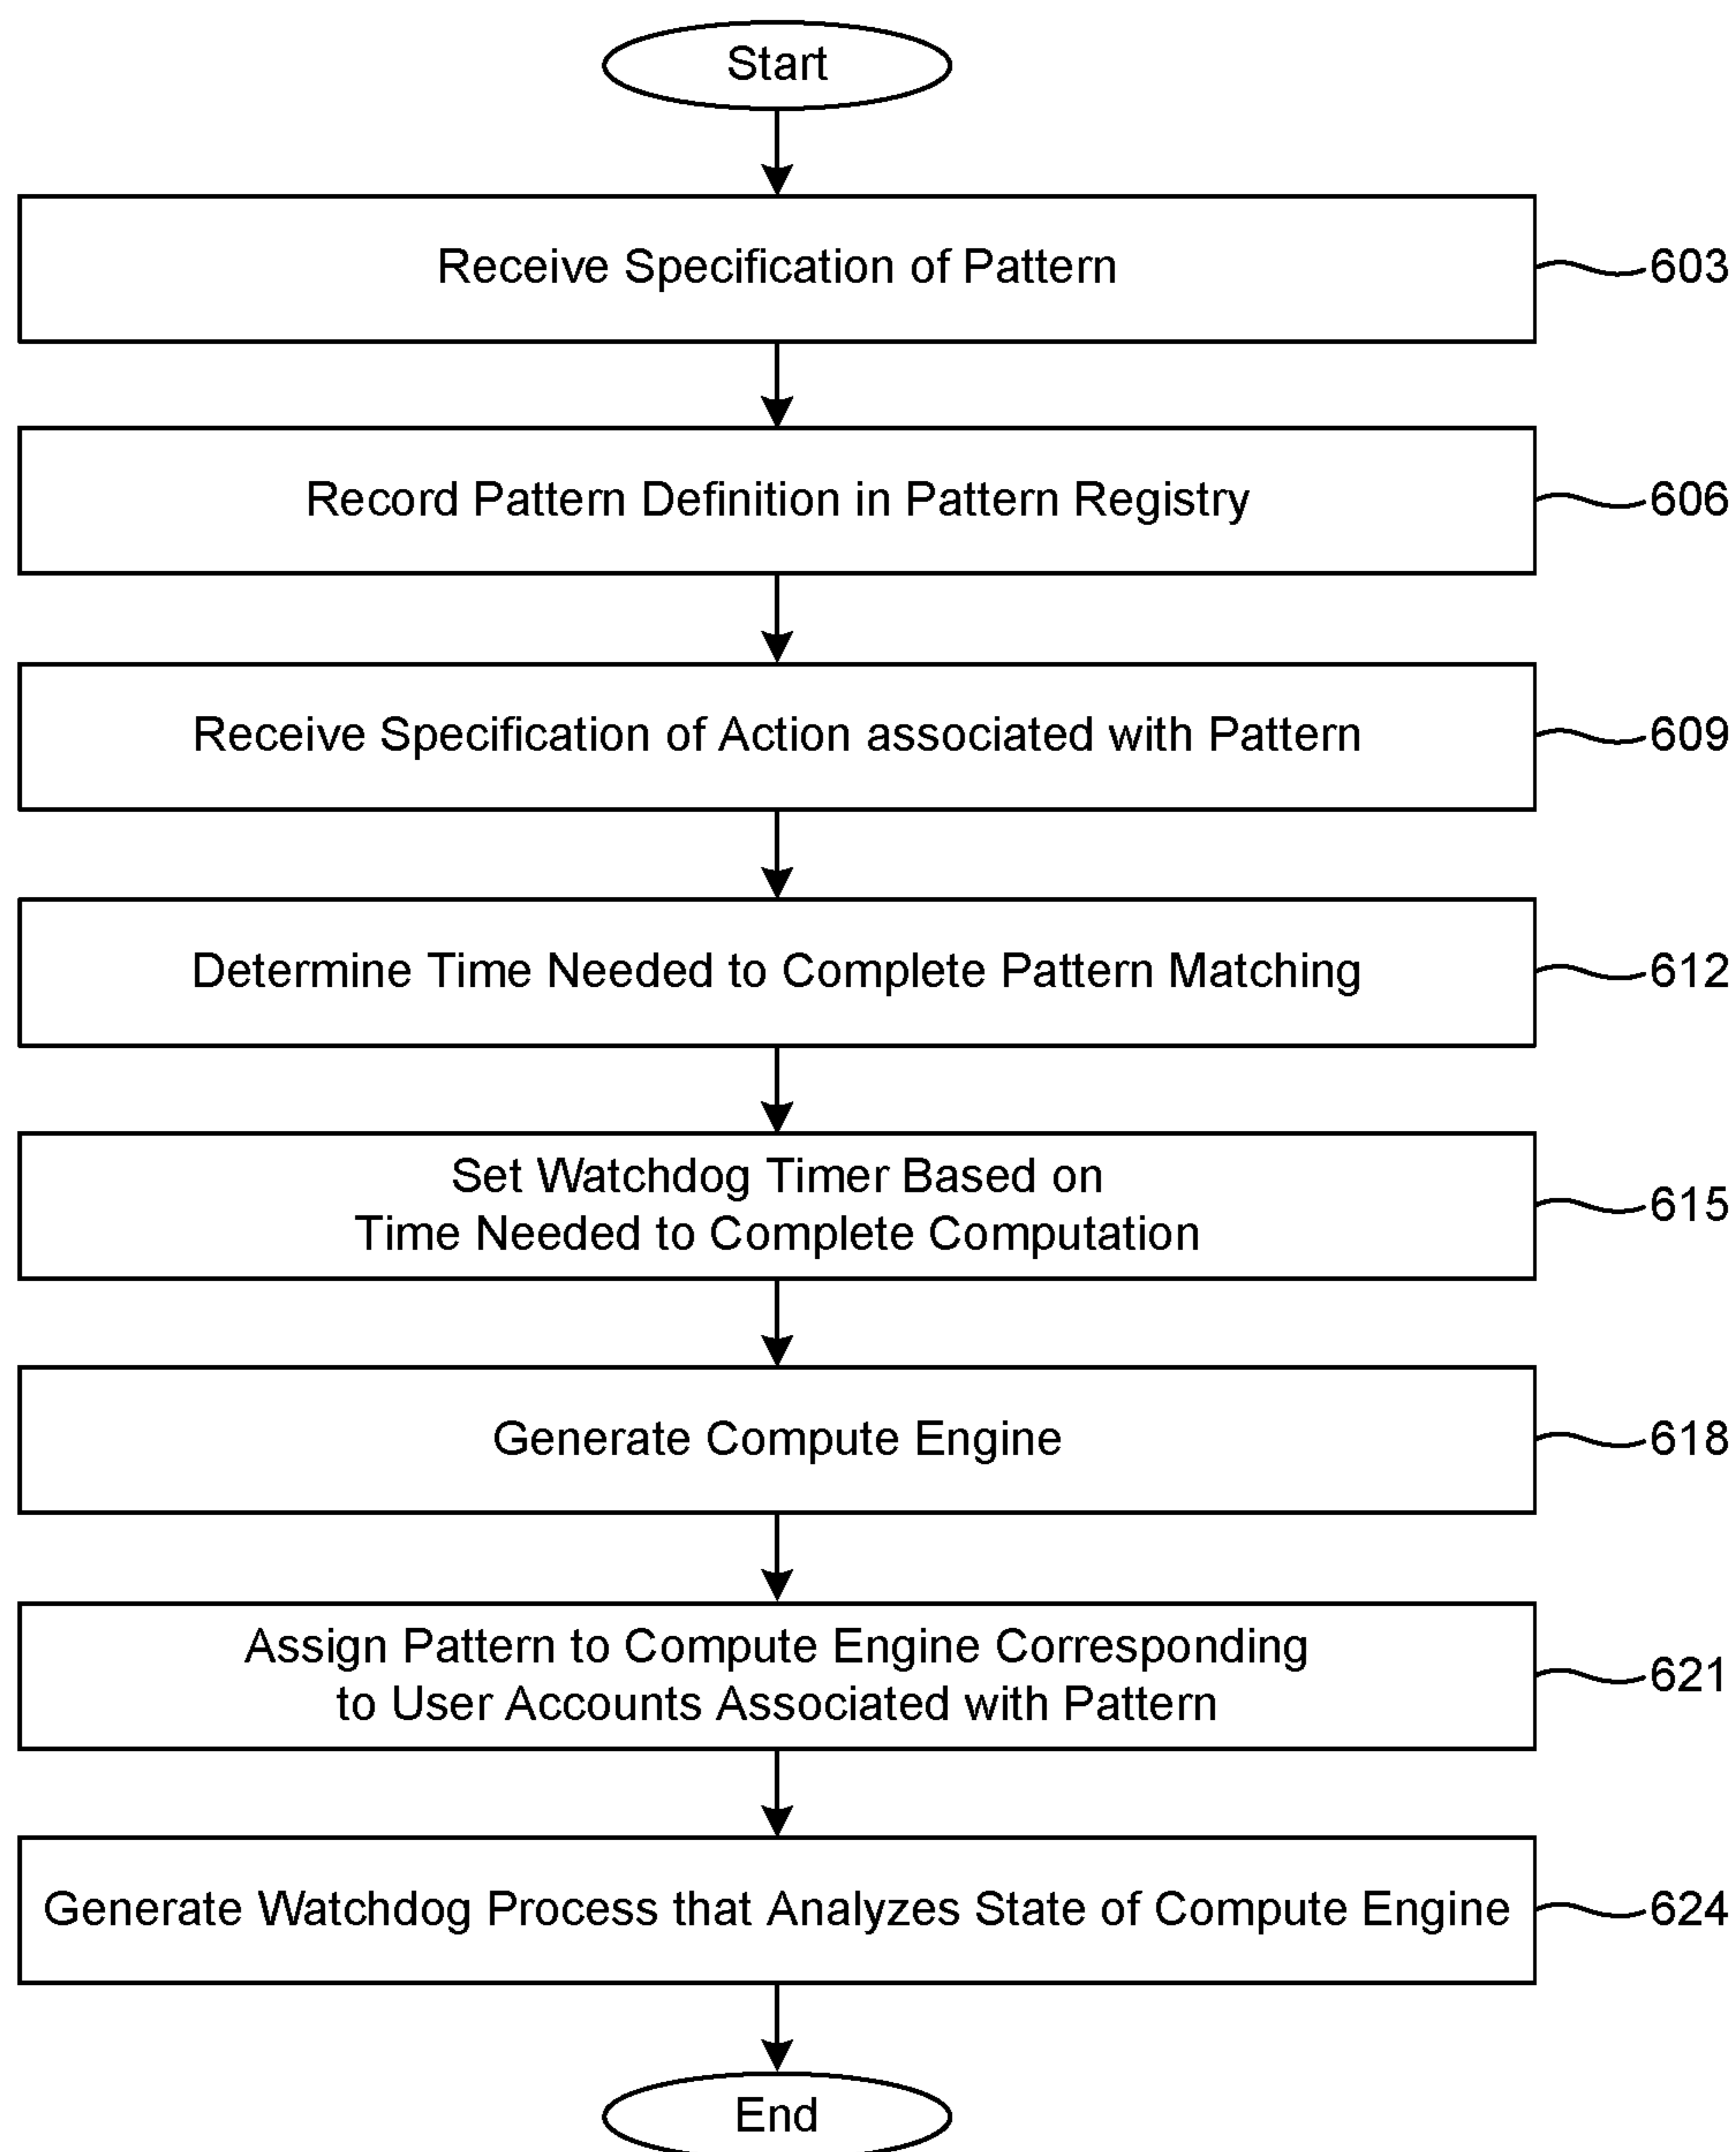 Start
Receive Specification of Pattern
603
Record Pattern Definition in Pattern Registry
606
Receive Specification of Action associated with Pattern
609
Determine Time Needed to Complete Pattern Matching
612
Set Watchdog Timer Based on
Time Needed to Complete Computation
615
Generate Compute Engine
618
Assign Pattern to Compute Engine Corresponding
to User Accounts Associated with Pattern
621
Generate Watchdog Process that Analyzes State of Compute Engine
624
End